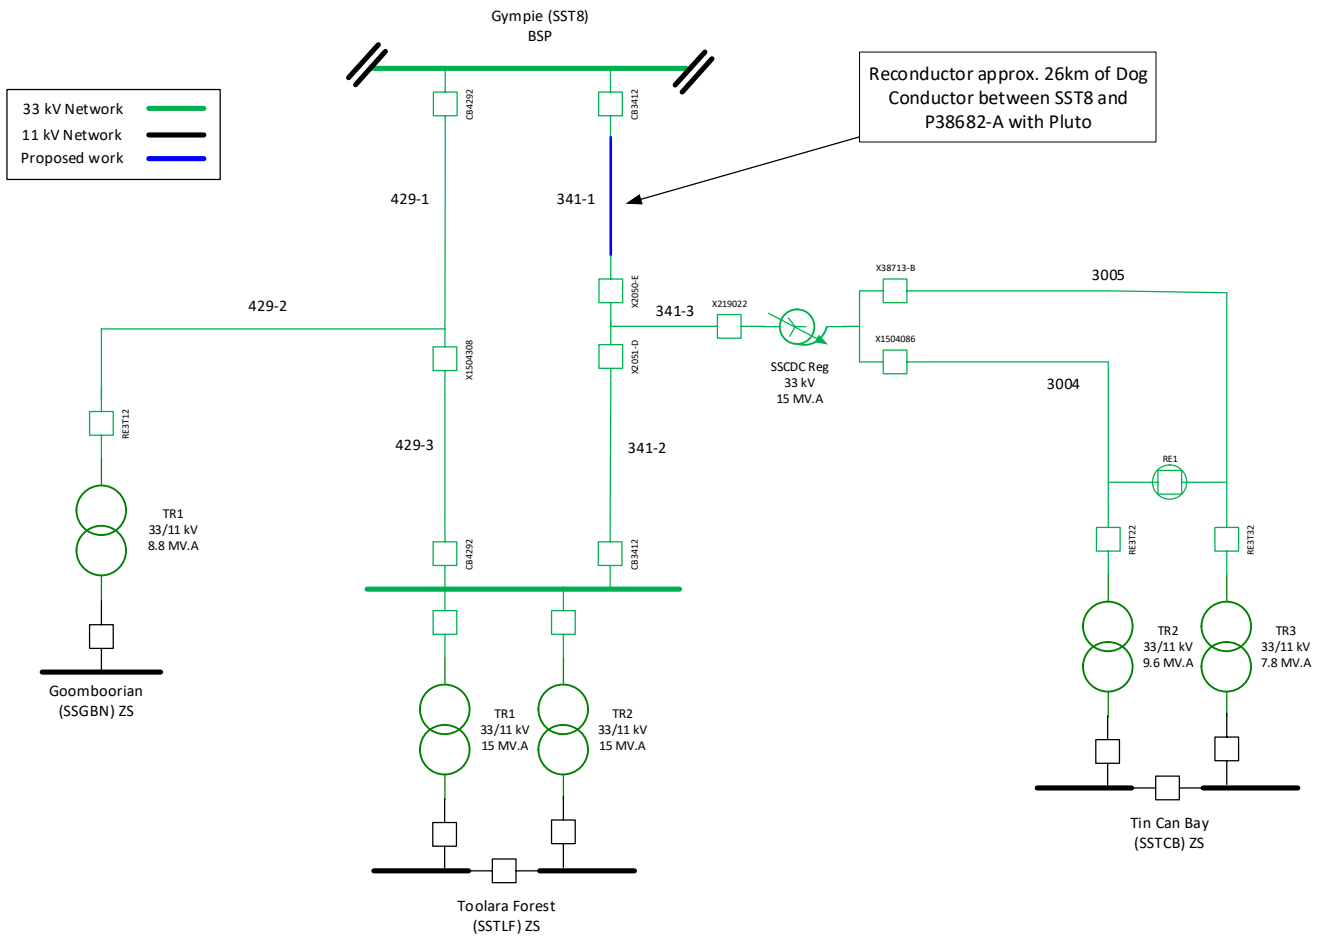 Gympie (SST8)
BSP
Reconductor approx. 26km of Dog
Conductor between SST8 and
P38682-A with Pluto
33 kV Network
11 kV Network
Proposed work
CB4292
CB3412
429-1
341-1
X2050-E
X38713-B
3005
429-2
341-3
X219022
X1504308
X2051-D
SSCDC Reg
33 kV
15 MV.A
X1504086
3004
RE3T12
429-3
341-2
RE1
TR1
33/11 kV
8.8 MV.A
CB4292
CB3412
RE3T22
RE3T32
TR2
33/11 kV
9.6 MV.A
TR3
33/11 kV
7.8 MV.A
Goomboorian
(SSGBN) ZS
TR1
33/11 kV
15 MV.A
TR2
33/11 kV
15 MV.A
Tin Can Bay
(SSTCB) ZS
Toolara Forest
(SSTLF) ZS